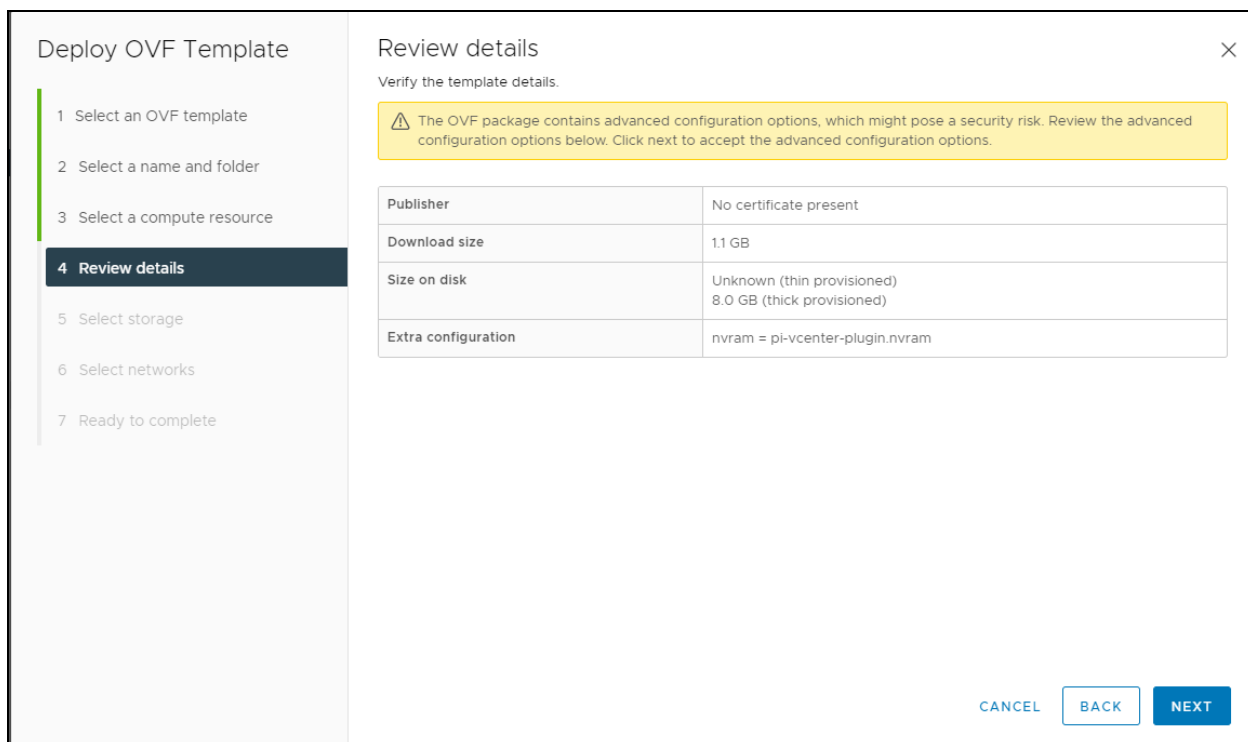 Deploy OVF Template
1 Select an OVF template
2 Select a name and folder
3 Select a compute resource
4 Review details
5 Select storage
6 Select networks
7 Ready to complete
Review details
Verify the template details.
The OVF package contains advanced configuration options, which might pose a security risk. Review the advanced
configuration options below. Click next to accept the advanced configuration options.
Publisher No certificate present
Download size 1.1 GB
Size on disk Unknown (thin provisioned)
8.0 GB (thick provisioned)
Extra configuration nvram = pi-vcenter-plugin.nvram
CANCEL BACK NEXT